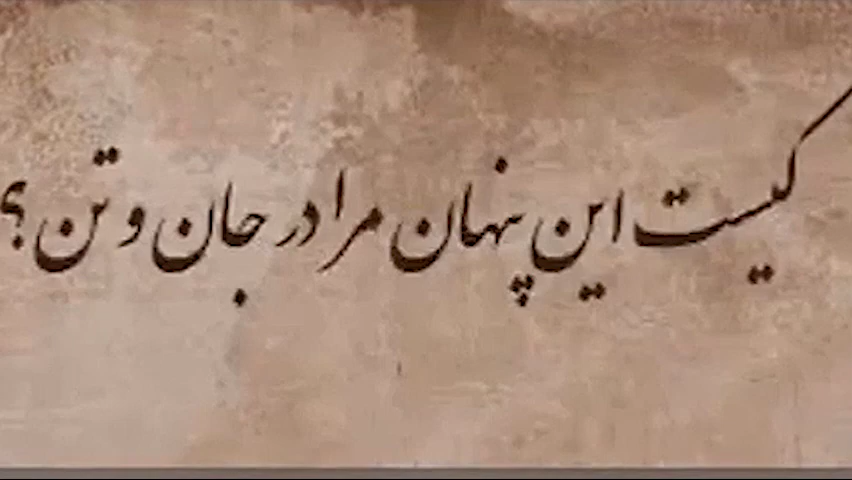 کیست این پنهان مرا در جان و تن ؟